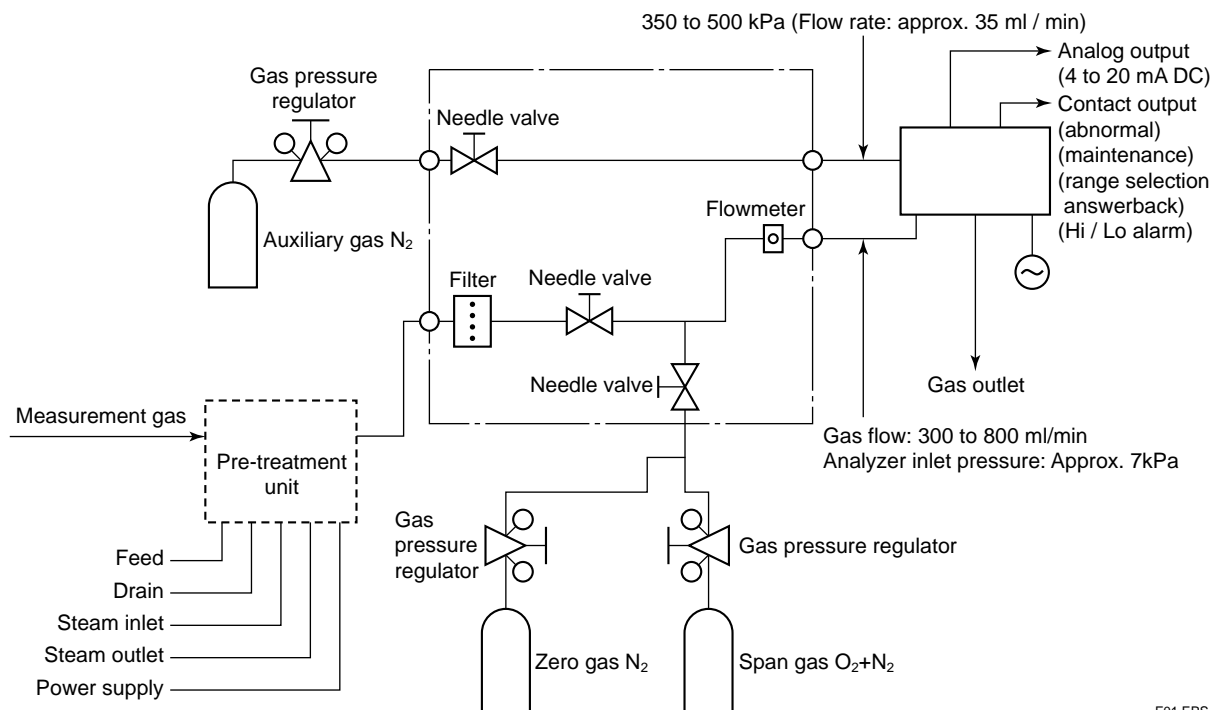 350 to 500 kPa (Flow rate: approx. 35 ml / min)
Analog output
(4 to 20 mA DC)
Contact output
(abnormal)
(maintenance)
(range selection
answerback)
(Hi / Lo alarm)
Gas pressure
regulator
Needle valve
Auxiliary gas N₂
Flowmeter
Filter
Needle valve
Needle valve
Gas outlet
Measurement gas
Pre-treatment
unit
Gas flow: 300 to 800 ml/min
Analyzer inlet pressure: Approx. 7kPa
Gas
pressure
regulator
Gas pressure regulator
Feed
Drain
Steam inlet
Steam outlet
Power supply
Zero gas N₂
Span gas O₂+N₂